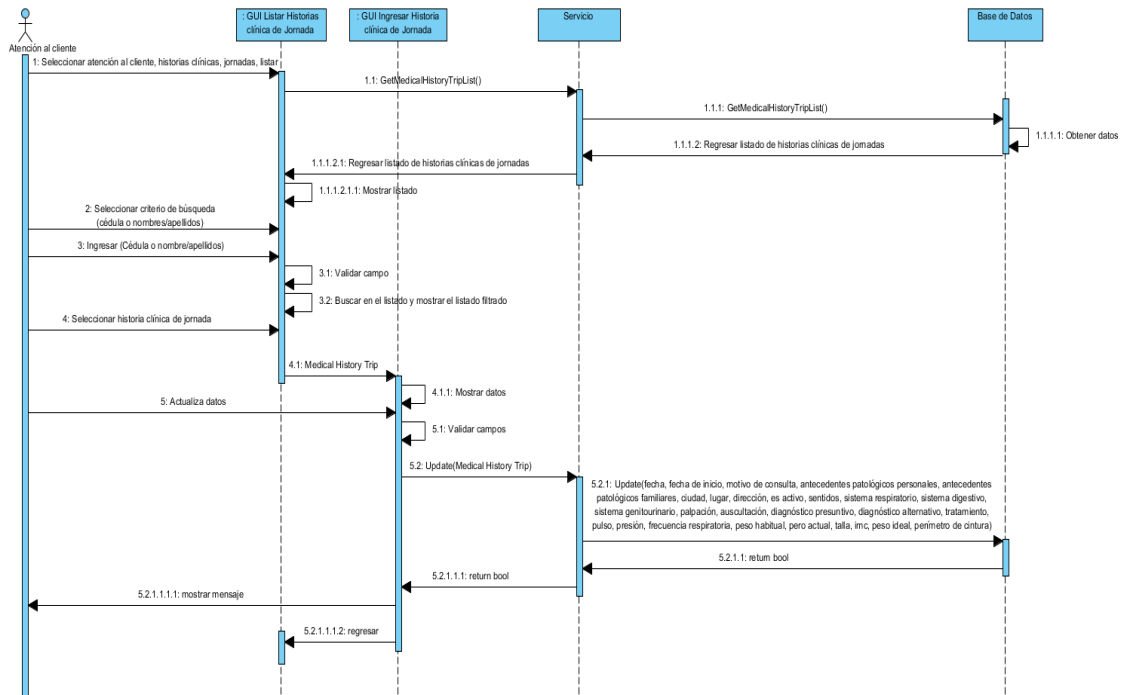 : GUI Listar Historias
clínica de Jornada
: GUI Ingresar Historia
clínica de Jornada
Servicio
Base de Datos
Atención al cliente
1: Seleccionar atención al cliente, historias clínicas, jornadas, listar
1.1: GetMedicalHistoryTripList()
1.1.1: GetMedicalHistoryTripList()
1.1.1.1: Obtener datos
1.1.1.2: Regresar listado de historias clínicas de jornadas
1.1.1.2.1: Regresar listado de historias clínicas de jornadas
1.1.1.2.1.1: Mostrar listado
2: Seleccionar criterio de búsqueda
(cédula o nombres/apellidos)
3: Ingresar (Cédula o nombre/apellidos)
3.1: Validar campo
3.2: Buscar en el listado y mostrar el listado filtrado
4: Seleccionar historia clínica de jornada
4.1: Medical History Trip
4.1.1: Mostrar datos
5: Actualiza datos
5.1: Validar campos
5.2: Update(Medical History Trip)
5.2.1: Update(fecha, fecha de inicio, motivo de consulta, antecedentes patológicos personales, antecedentes
patológicos familiares, ciudad, lugar, dirección, es activo, sentidos, sistema respiratorio, sistema digestivo,
sistema genitourinario, palpación, auscultación, diagnóstico presuntivo, diagnóstico alternativo, tratamiento,
pulso, presión, frecuencia respiratoria, peso habitual, pero actual, talla, imc, peso ideal, perímetro de cintura)
5.2.1.1: return bool
5.2.1.1.1: return bool
5.2.1.1.1.1: mostrar mensaje
5.2.1.1.1.2: regresar